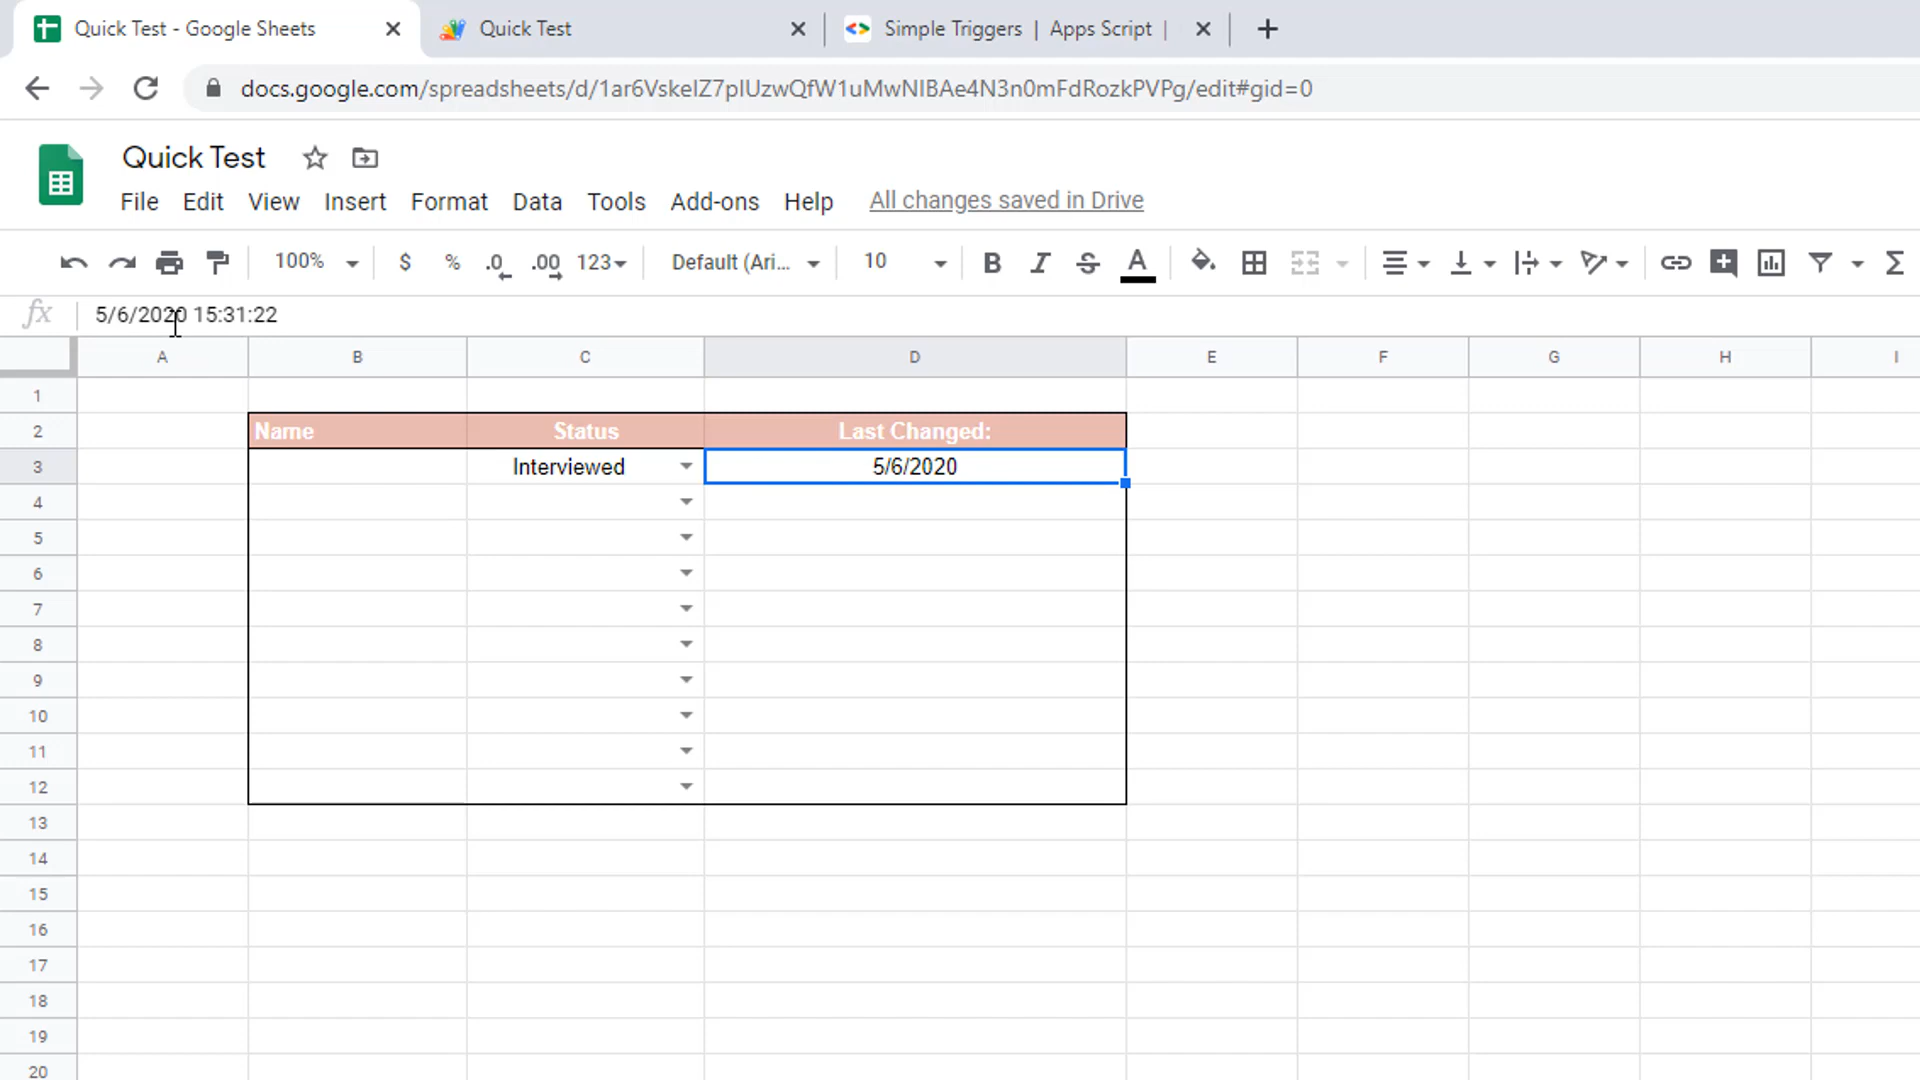 Quick Test - Google Sheets
Quick Test
Simple Triggers | Apps Script |
docs.google.com/spreadsheets/d/1ar6VskeIZ7pIUzwQfW1uMwNIBAe4N3n0mFdRozkPVPg/edit#gid=0
Quick Test
File Edit View Insert Format Data Tools Add-ons Help All changes saved in Drive
100% $ % .0 .00 123 Default (Ari... 10 B I S A Σ
fx 5/6/2020 15:31:22
A B C D E F G H I
1
2 Name Status Last Changed:
3 Interviewed 5/6/2020
4
5
6
7
8
9
10
11
12
13
14
15
16
17
18
19
20